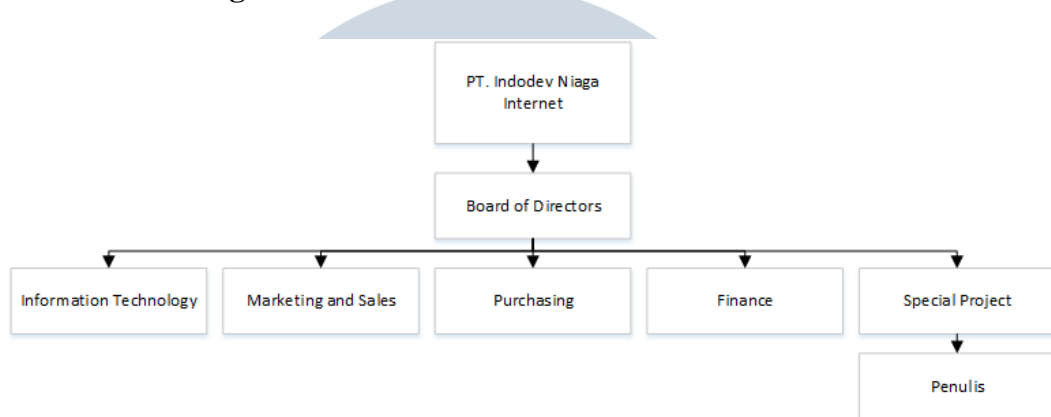 PT. Indodev Niaga
Internet
Board of Directors
Information Technology
Marketing and Sales
Purchasing
Finance
Special Project
Penulis